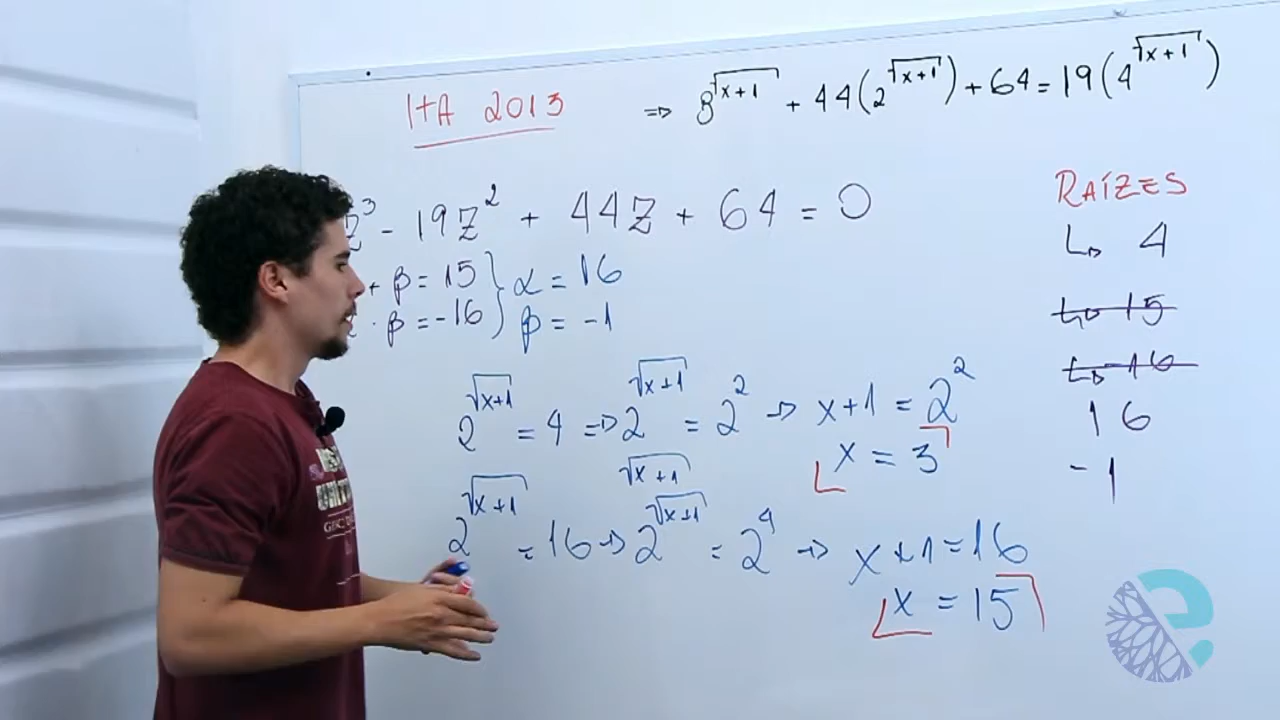 ITA 2013
=> 8^√(x+1) + 44(2^√(x+1)) + 64 = 19(4^√(x+1))
z³ - 19z² + 44z + 64 = 0
+ β = 15 } α = 16
· β = -16 } β = -1
2^√(x+1) = 4 => 2^√(x+1) = 2² => x+1 = 2²
x = 3
√(x+1)
2^√(x+1) = 16 => 2^√(x+1) = 2⁴ => x+1 = 16
x = 15
RAÍZES
↳ 4
↳ 15
↳ -16
16
-1